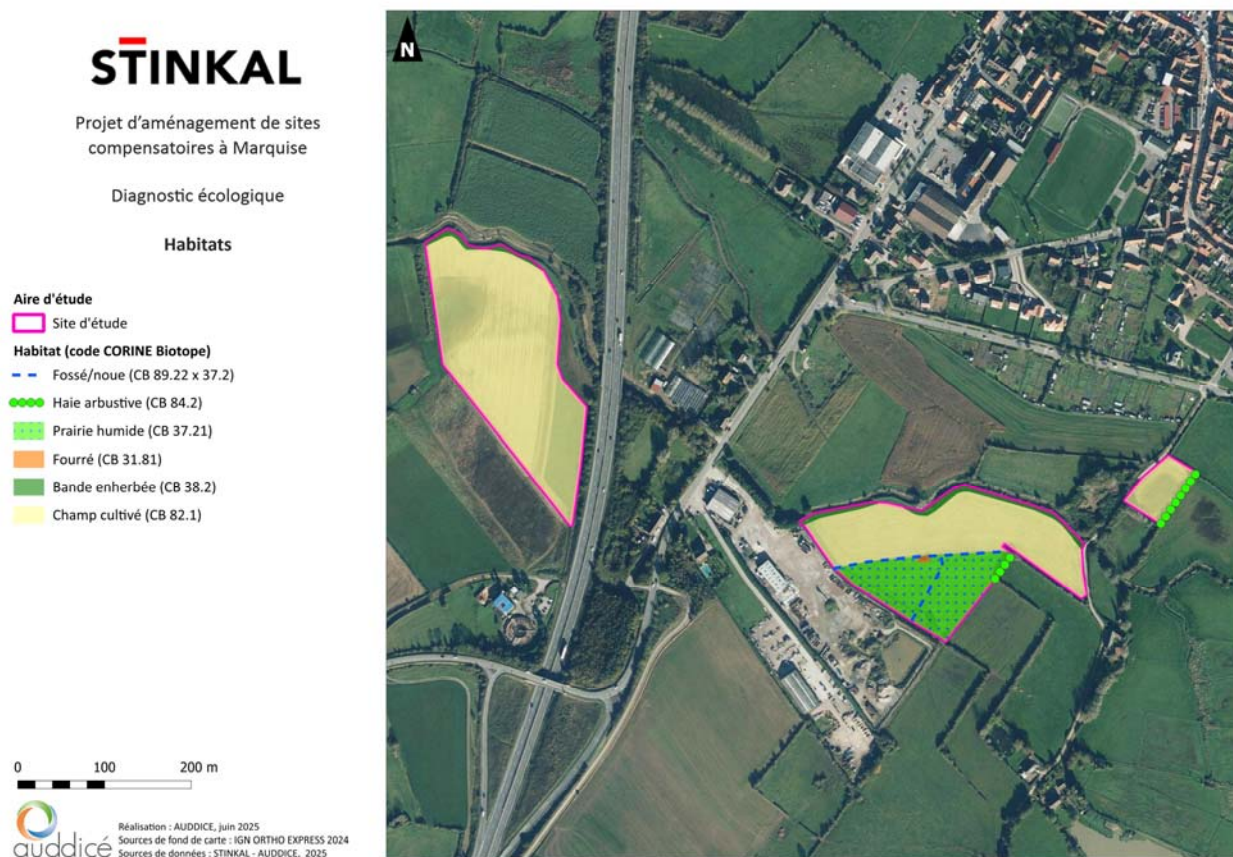 STINKAL
Projet d'aménagement de sites
compensatoires à Marquise
Diagnostic écologique
Habitats
Aire d'étude
Site d'étude
Habitat (code CORINE Biotope)
Fossé/noue (CB 89.22 x 37.2)
Haie arbustive (CB 84.2)
Prairie humide (CB 37.21)
Fourré (CB 31.81)
Bande enherbée (CB 38.2)
Champ cultivé (CB 82.1)
0 100 200 m
auddicé
Réalisation : AUDDICE, juin 2025
Sources de fond de carte : IGN ORTHO EXPRESS 2024
Sources de données : STINKAL - AUDDICE, 2025
N